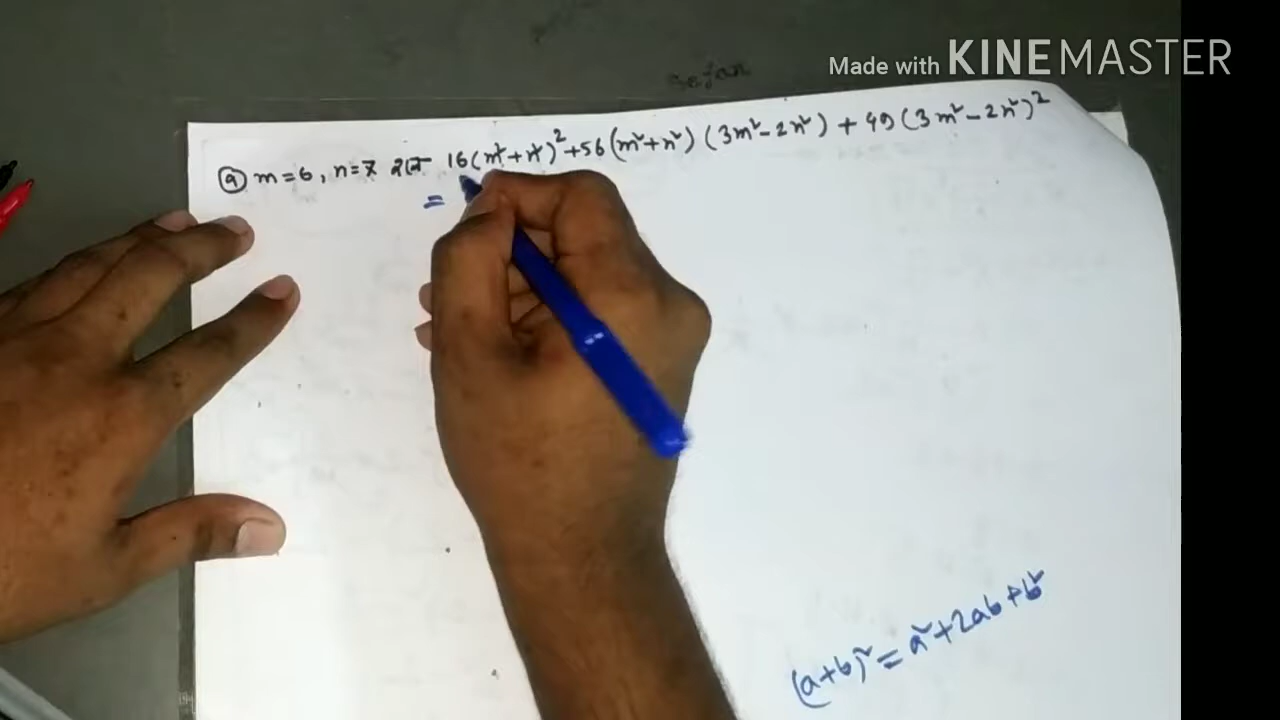 Made with KINEMASTER
Sofan
ⓐ m=6, n=7 হলে 16(m²+n²)²+56(m²+n²)(3m²-2n²)+49(3m²-2n²)²
=
(a+b)²=a²+2ab+b²